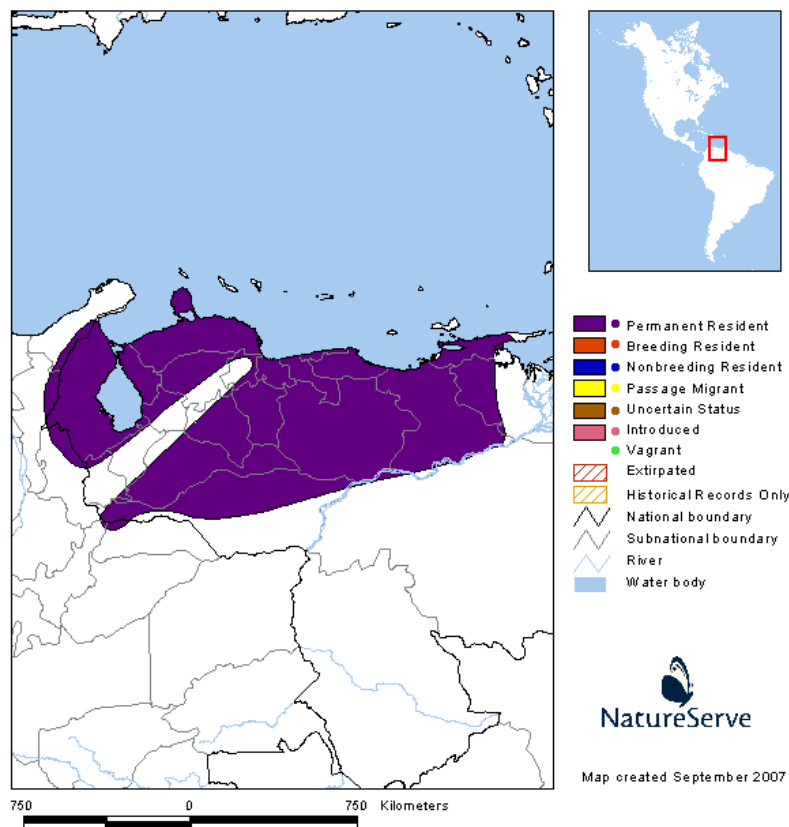 Permanent Resident
Breeding Resident
Nonbreeding Resident
Passage Migrant
Uncertain Status
Introduced
Vagrant
Extirpated
Historical Records Only
National boundary
Subnational boundary
River
Water body
NatureServe
Map created September 2007
750 0 750 Kilometers